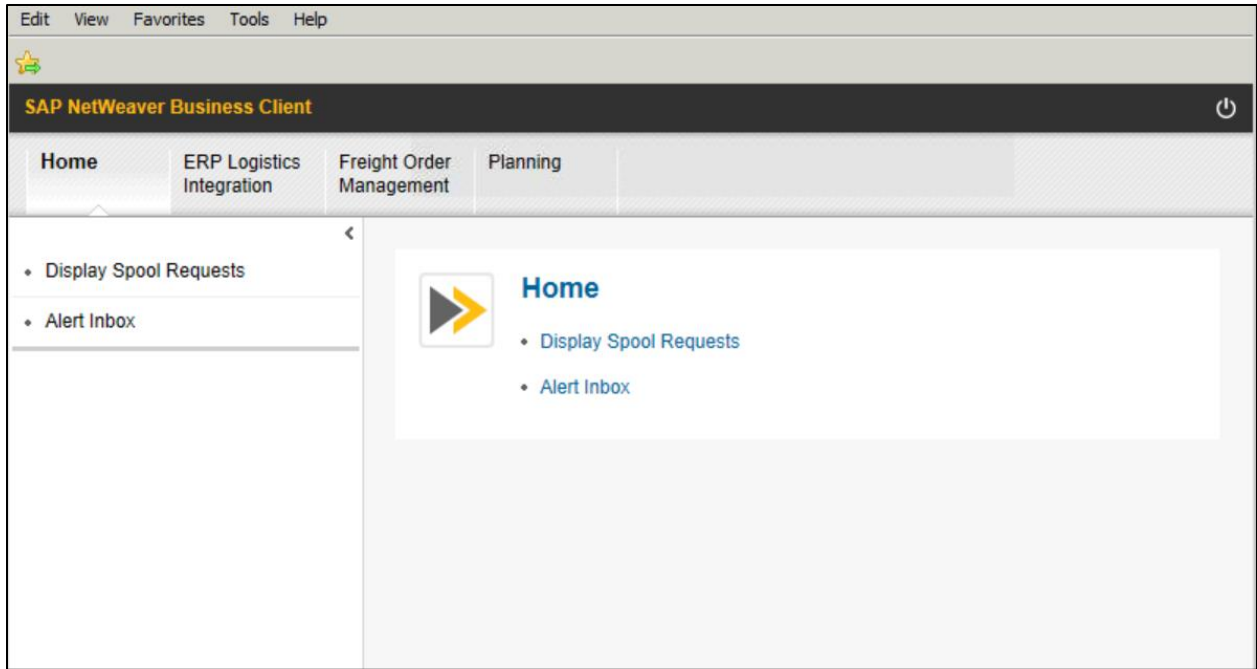 Edit View Favorites Tools Help
SAP NetWeaver Business Client
Home
ERP Logistics
Integration
Freight Order
Management
Planning
Display Spool Requests
Alert Inbox
Home
Display Spool Requests
Alert Inbox